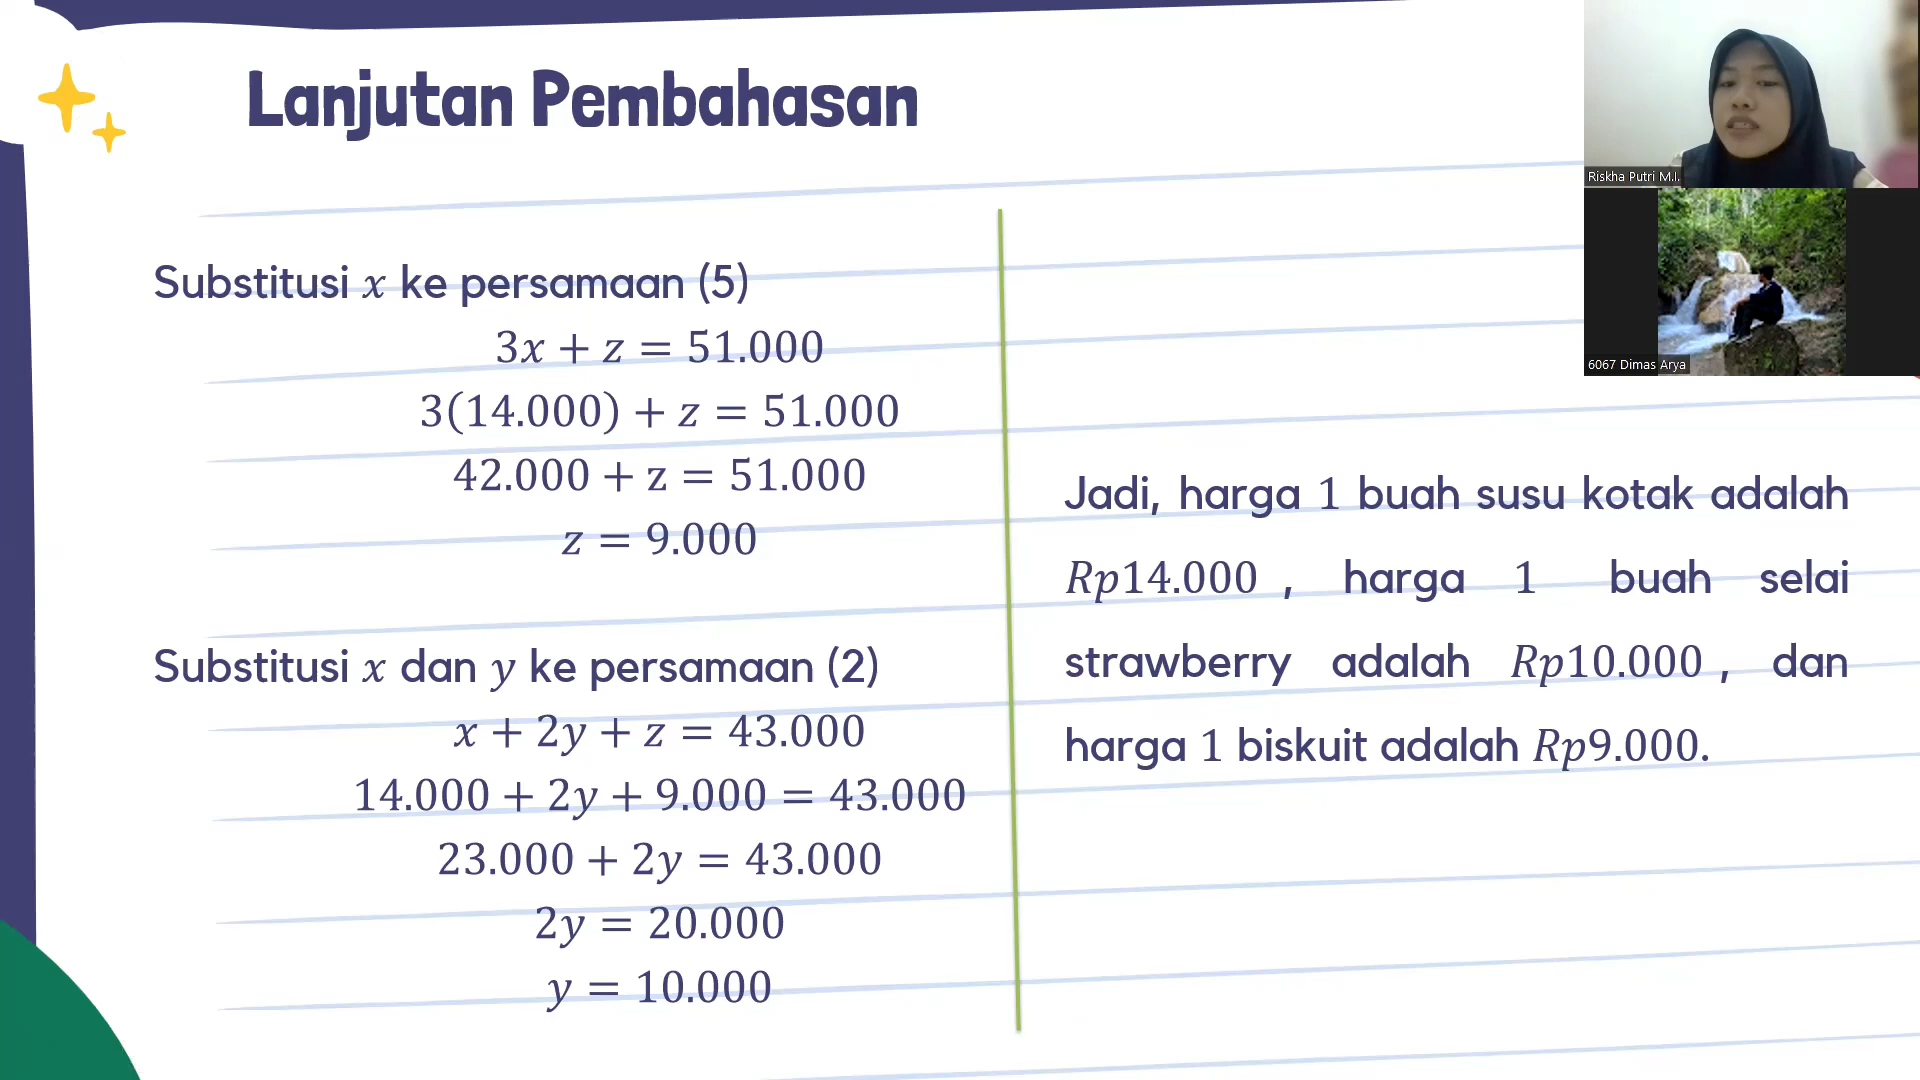 Lanjutan Pembahasan
Substitusi x ke persamaan (5)
3x + z = 51.000
3(14.000) + z = 51.000
42.000 + z = 51.000
z = 9.000
Substitusi x dan y ke persamaan (2)
x + 2y + z = 43.000
14.000 + 2y + 9.000 = 43.000
23.000 + 2y = 43.000
2y = 20.000
y = 10.000
Jadi, harga 1 buah susu kotak adalah
Rp14.000 , harga 1 buah selai
strawberry adalah Rp10.000 , dan
harga 1 biskuit adalah Rp9.000.
Riskha Putri M.I.
6067 Dimas Arya